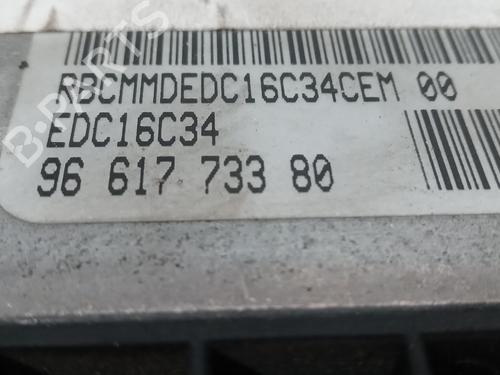 B-PARTS
RBCMMDEDC16C34CEM 00
EDC16C34
96 617 733 80